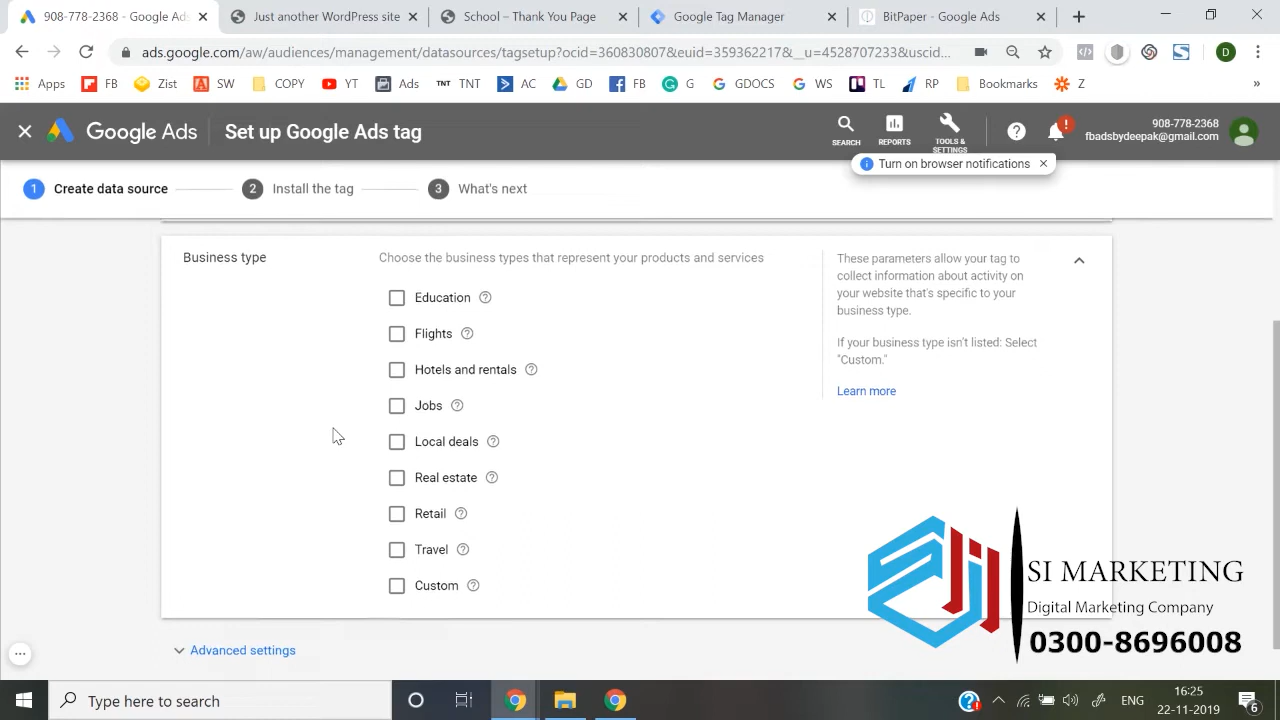 908-778-2368 - Google Ads
Just another WordPress site
School – Thank You Page
Google Tag Manager
BitPaper - Google Ads
ads.google.com/aw/audiences/management/datasources/tagsetup?ocid=360830807&euid=359362217&__u=4528707233&uscid...
D
Apps
FB
Zist
SW
COPY
YT
Ads
TNT TNT
AC
GD
FB
G
GDOCS
WS
TL
RP
Bookmarks
Z
»
Google Ads
Set up Google Ads tag
SEARCH
REPORTS
TOOLS &
SETTINGS
908-778-2368
fbadsbydeepak@gmail.com
Turn on browser notifications
1 Create data source
2 Install the tag
3 What's next
Business type
Choose the business types that represent your products and services
Education
Flights
Hotels and rentals
Jobs
Local deals
Real estate
Retail
Travel
Custom
These parameters allow your tag to
collect information about activity on
your website that's specific to your
business type.
If your business type isn't listed: Select
"Custom."
Learn more
Advanced settings
SI MARKETING
Digital Marketing Company
0300-8696008
Type here to search
ENG
16:25
22-11-2019
6